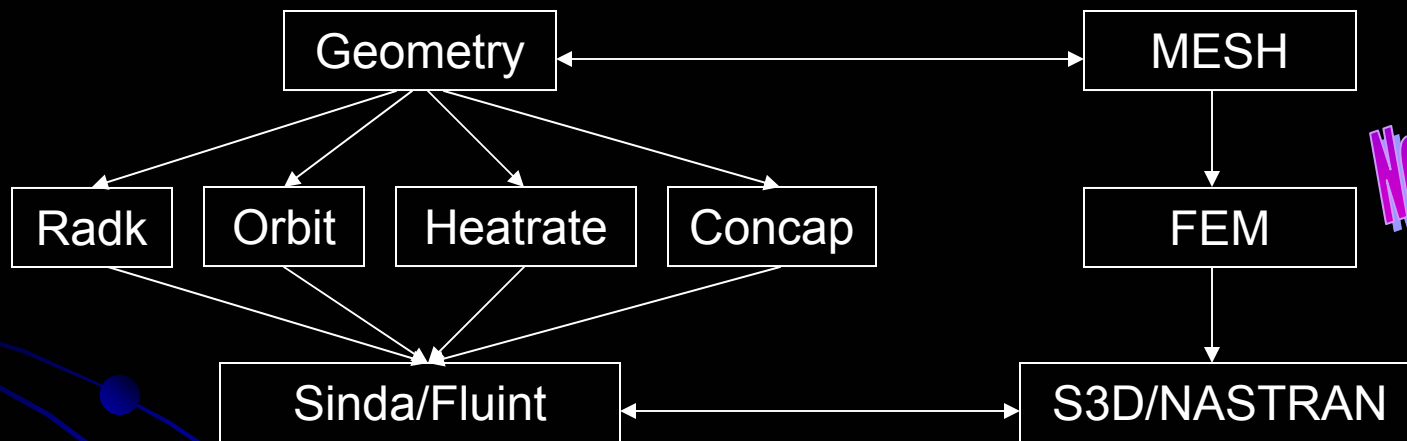 Geometry
MESH
Radk
Orbit
Heatrate
Concap
FEM
Sinda/Fluint
S3D/NASTRAN